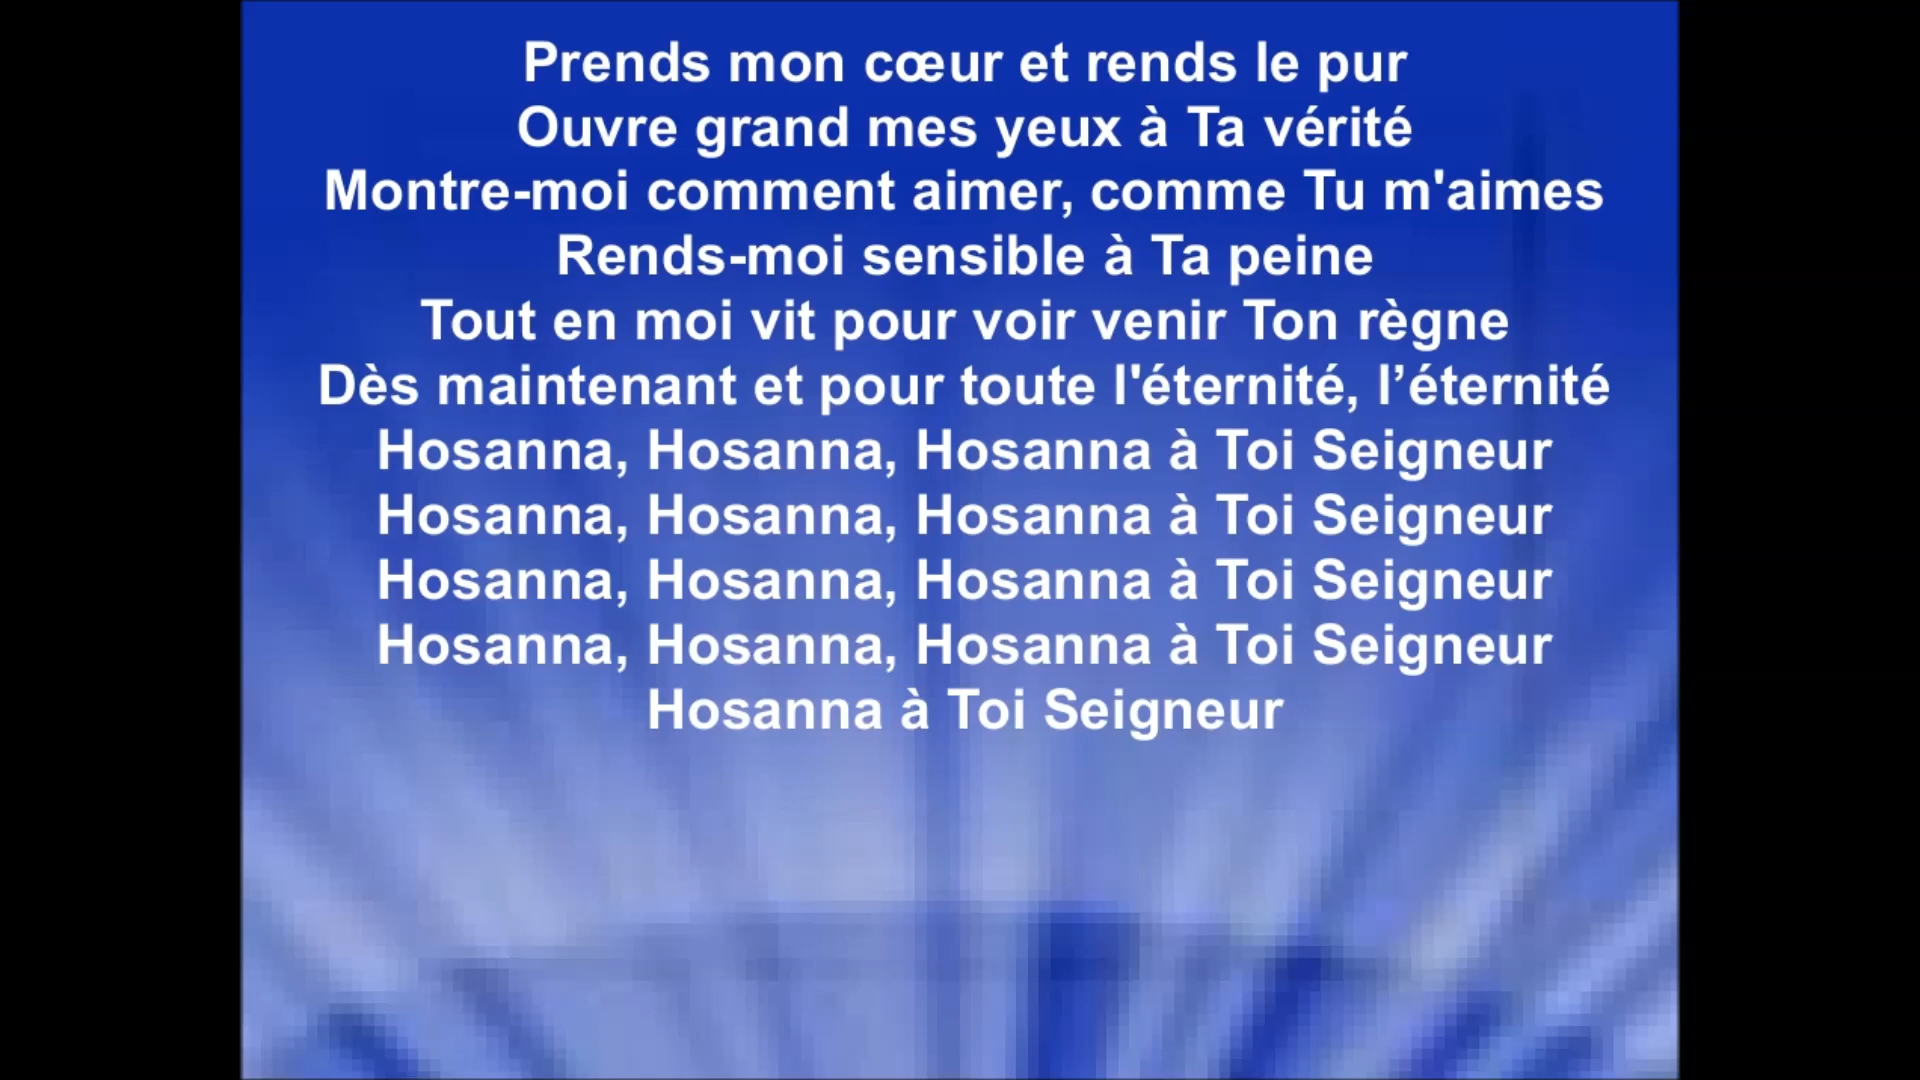 Prends mon cœur et rends le pur
Ouvre grand mes yeux à Ta vérité
Montre-moi comment aimer, comme Tu m'aimes
Rends-moi sensible à Ta peine
Tout en moi vit pour voir venir Ton règne
Dès maintenant et pour toute l'éternité, l’éternité
Hosanna, Hosanna, Hosanna à Toi Seigneur
Hosanna, Hosanna, Hosanna à Toi Seigneur
Hosanna, Hosanna, Hosanna à Toi Seigneur
Hosanna, Hosanna, Hosanna à Toi Seigneur
Hosanna à Toi Seigneur